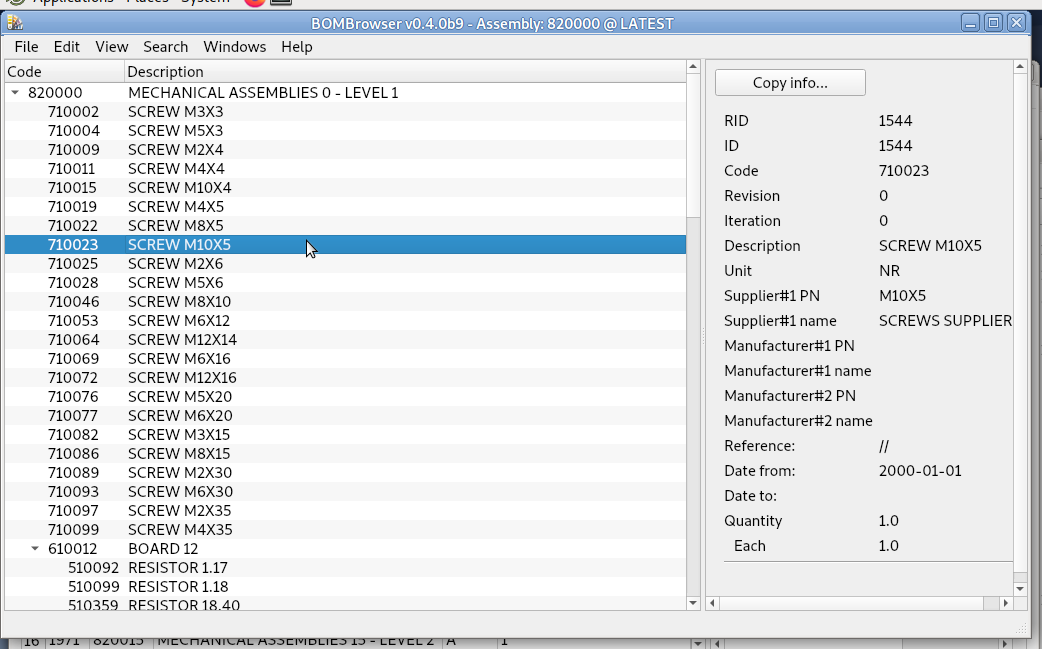 Applications Places System
BOMBrowser v0.4.0b9 - Assembly: 820000 @ LATEST
File Edit View Search Windows Help
Code Description
820000 MECHANICAL ASSEMBLIES 0 - LEVEL 1
710002 SCREW M3X3
710004 SCREW M5X3
710009 SCREW M2X4
710011 SCREW M4X4
710015 SCREW M10X4
710019 SCREW M4X5
710022 SCREW M8X5
710023 SCREW M10X5
710025 SCREW M2X6
710028 SCREW M5X6
710046 SCREW M8X10
710053 SCREW M6X12
710064 SCREW M12X14
710069 SCREW M6X16
710072 SCREW M12X16
710076 SCREW M5X20
710077 SCREW M6X20
710082 SCREW M3X15
710086 SCREW M8X15
710089 SCREW M2X30
710093 SCREW M6X30
710097 SCREW M2X35
710099 SCREW M4X35
610012 BOARD 12
510092 RESISTOR 1.17
510099 RESISTOR 1.18
510359 RESISTOR 18.40
Copy info...
RID 1544
ID 1544
Code 710023
Revision 0
Iteration 0
Description SCREW M10X5
Unit NR
Supplier#1 PN M10X5
Supplier#1 name SCREWS SUPPLIER
Manufacturer#1 PN
Manufacturer#1 name
Manufacturer#2 PN
Manufacturer#2 name
Reference: //
Date from: 2000-01-01
Date to:
Quantity 1.0
Each 1.0
16 1971 820015 MECHANICAL ASSEMBLIES 15 - LEVEL 2 A 1